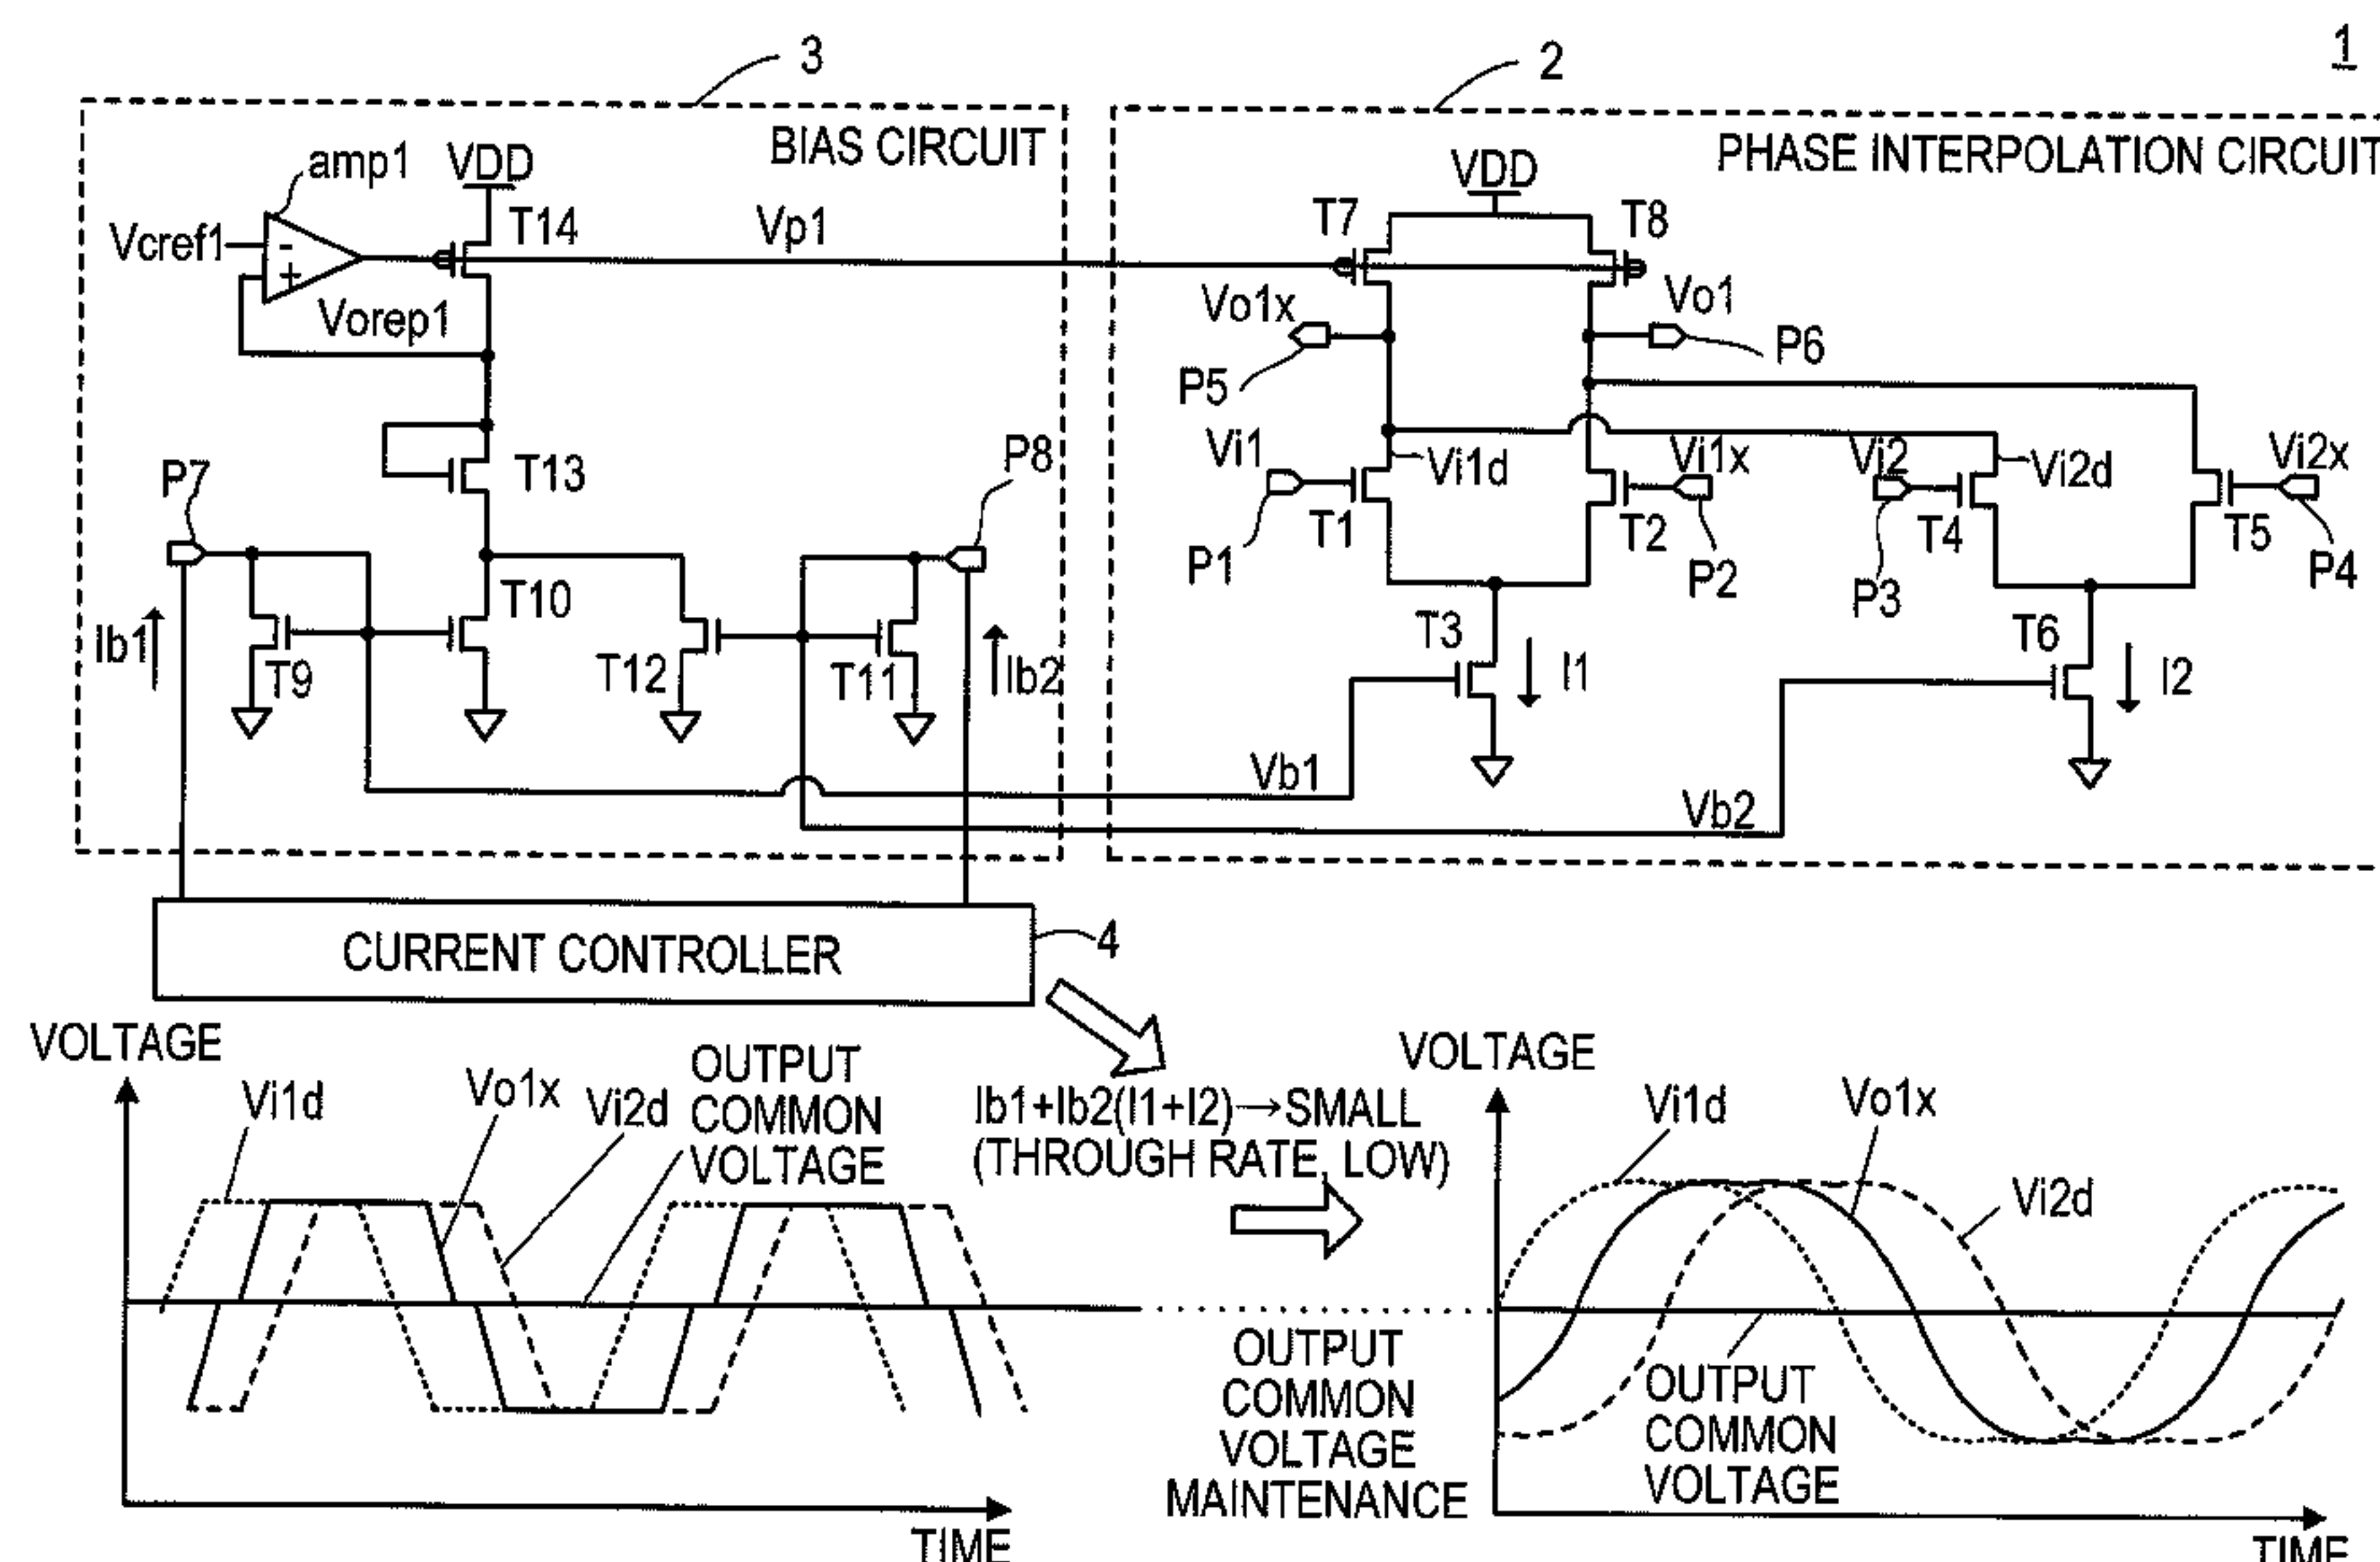 1
3
2
BIAS CIRCUIT
PHASE INTERPOLATION CIRCUIT
amp1
VDD
T14
Vcref1
-
+
Vorep1
Vp1
VDD
T7
T8
Vo1x
Vo1
P5
P6
P7
T13
P8
Vi1
Vi1d
Vi1x
Vi2
Vi2d
Vi2x
P1
T1
T2
P2
T4
P3
T5
P4
Ib1
T9
T10
T12
T11
Ib2
T3
I1
T6
I2
Vb1
Vb2
CURRENT CONTROLLER
4
VOLTAGE
Vi1d
Vo1x
Vi2d
OUTPUT
COMMON
VOLTAGE
TIME
Ib1+Ib2(I1+I2)→SMALL
(THROUGH RATE, LOW)
OUTPUT
COMMON
VOLTAGE
MAINTENANCE
VOLTAGE
Vi1d
Vo1x
Vi2d
OUTPUT
COMMON
VOLTAGE
TIME